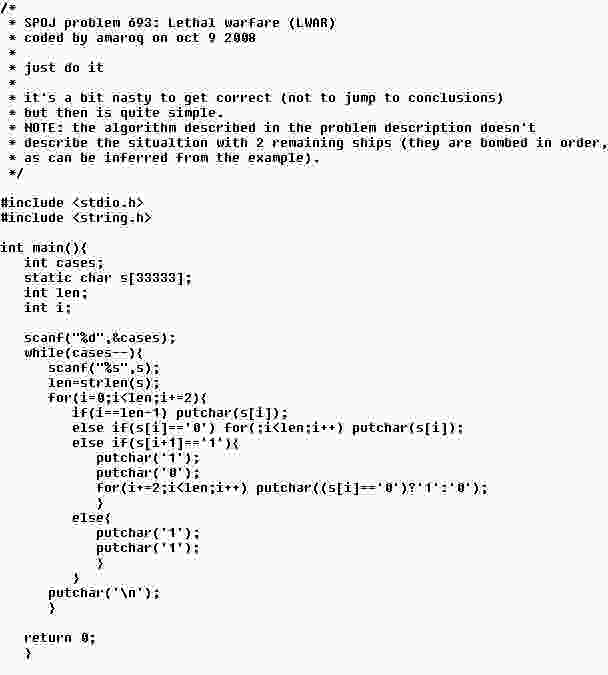 /*
 * SPOJ problem 693: Lethal warfare (LWAR)
 * coded by amaroq on oct 9 2008
 *
 * just do it
 *
 * it's a bit nasty to get correct (not to jump to conclusions)
 * but then is quite simple.
 * NOTE: the algorithm described in the problem description doesn't
 * describe the situaltion with 2 remaining ships (they are bombed in order,
 * as can be inferred from the example).
 */

#include <stdio.h>
#include <string.h>

int main(){
   int cases;
   static char s[33333];
   int len;
   int i;

   scanf("%d",&cases);
   while(cases--){
      scanf("%s",s);
      len=strlen(s);
      for(i=0;i<len;i+=2){
         if(i==len-1) putchar(s[i]);
         else if(s[i]=='0') for(;i<len;i++) putchar(s[i]);
         else if(s[i+1]=='1'){
            putchar('1');
            putchar('0');
            for(i+=2;i<len;i++) putchar((s[i]=='0')?'1':'0');
            }
         else{
            putchar('1');
            putchar('1');
            }
         }
      putchar('\n');
      }

   return 0;
   }